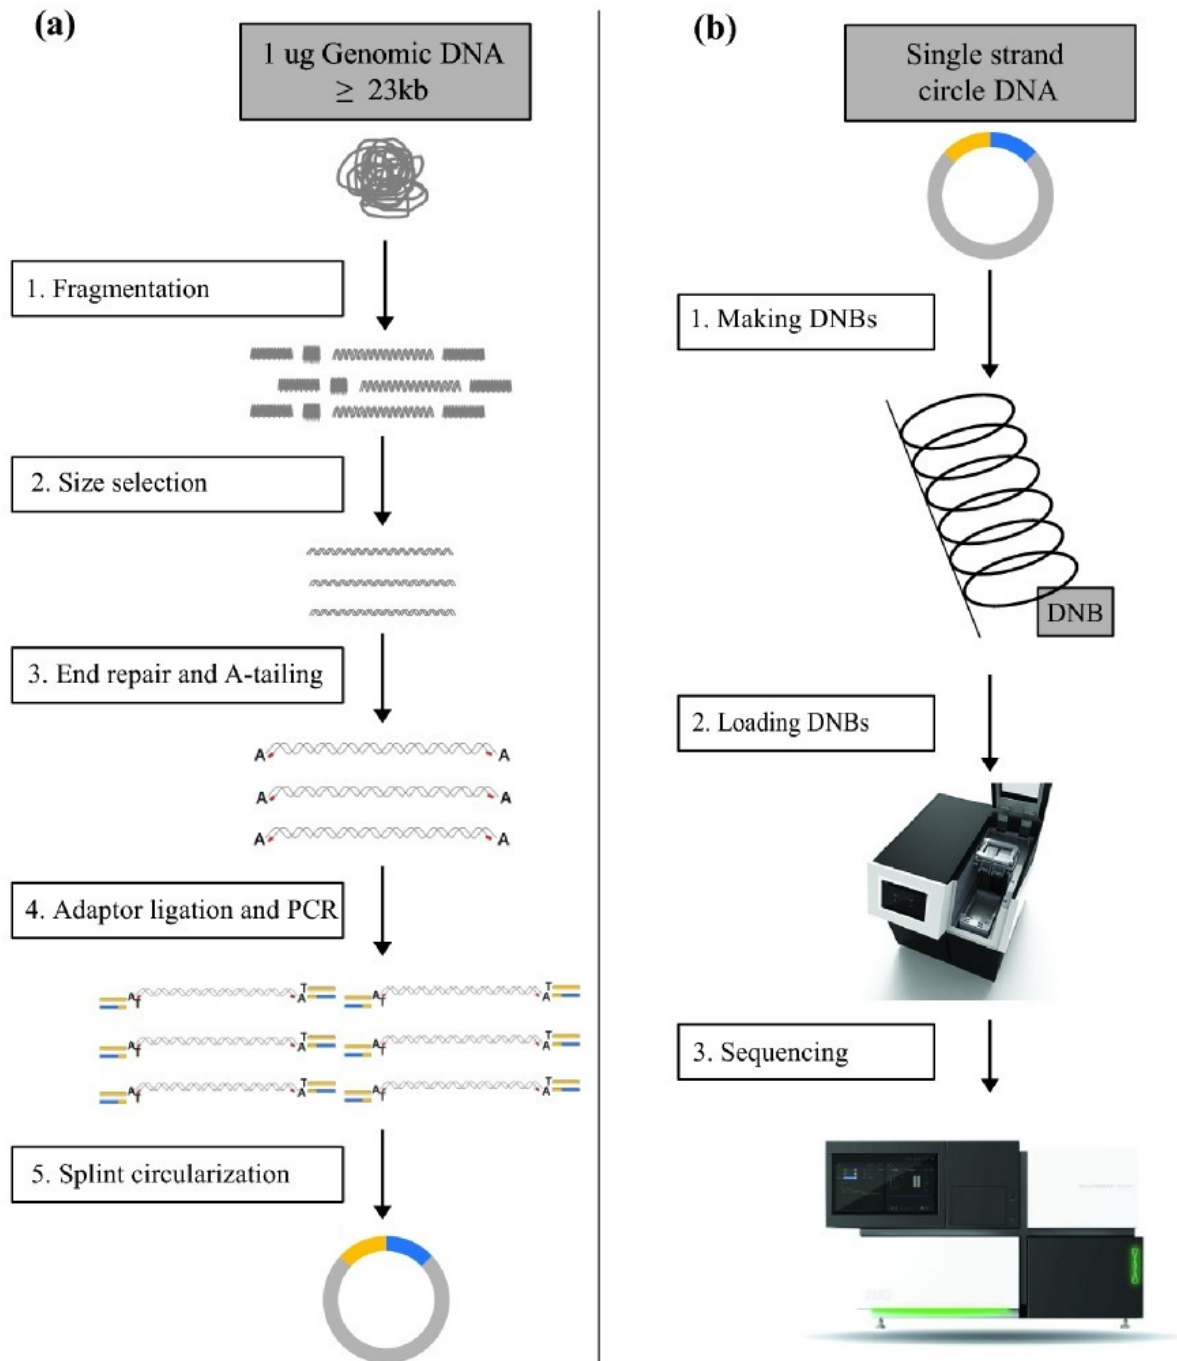 (a)
1 ug Genomic DNA
≥ 23kb
1. Fragmentation
2. Size selection
3. End repair and A-tailing
A A
A A
A A
4. Adaptor ligation and PCR
A T T A A T T A
A T T A A T T A
A T T A A T T A
5. Splint circularization
(b)
Single strand
circle DNA
1. Making DNBs
DNB
2. Loading DNBs
3. Sequencing